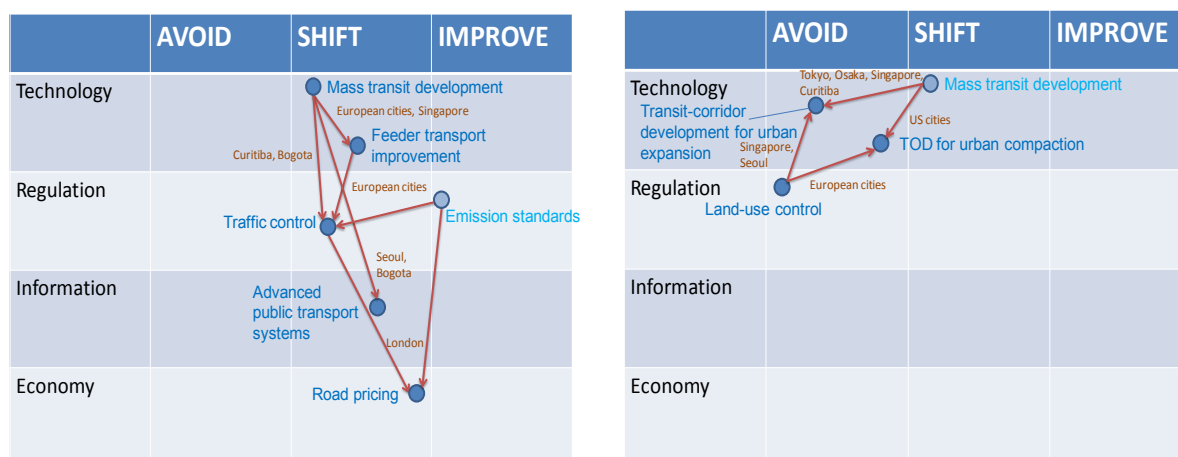 AVOID SHIFT IMPROVE
Technology
Mass transit development
European cities, Singapore
Feeder transport
improvement
Curitiba, Bogota
Regulation
European cities
Traffic control
Emission standards
Seoul,
Bogota
Information
Advanced
public transport
systems
London
Economy
Road pricing
AVOID SHIFT IMPROVE
Tokyo, Osaka, Singapore,
Curitiba
Technology
Mass transit development
Transit-corridor
development for urban
expansion
US cities
TOD for urban compaction
Singapore,
Seoul
Regulation
European cities
Land-use control
Information
Economy